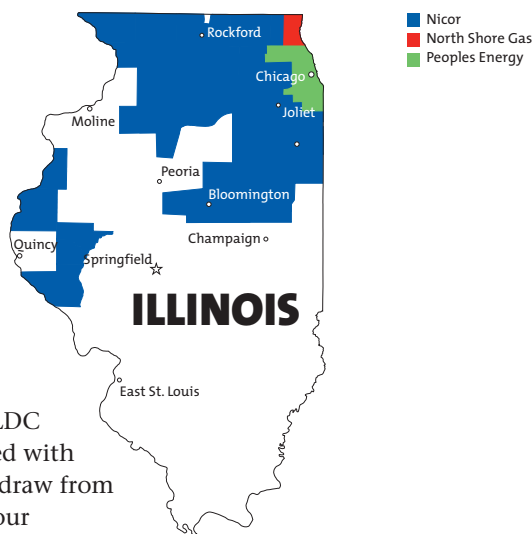 Nicor
North Shore Gas
Peoples Energy
Rockford
Chicago
Joliet
Moline
Peoria
Bloomington
Champaign
Quincy
Springfield
ILLINOIS
East St. Louis
LDC
ed with
draw from
our